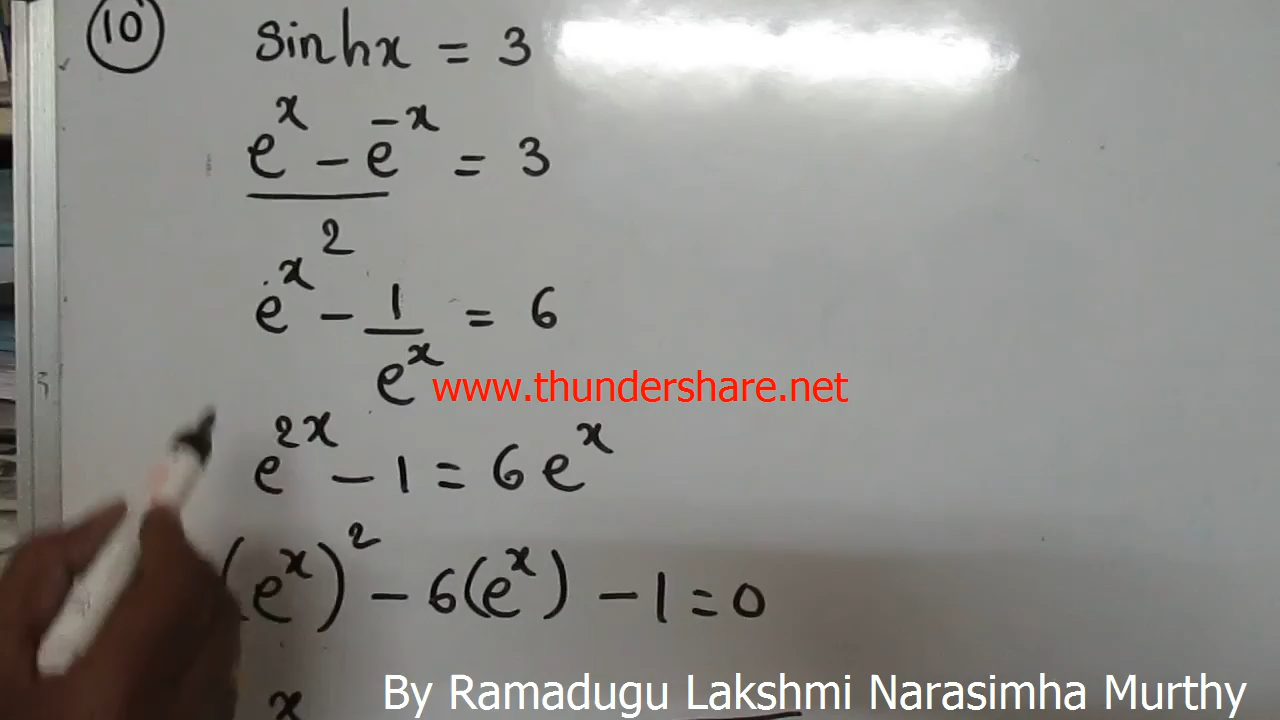 10 sinhx = 3
e^x - e^-x = 3
2
e^x - 1 = 6
e^x
www.thundershare.net
e^2x - 1 = 6e^x
(e^x)^2 - 6(e^x) - 1 = 0
x
By Ramadugu Lakshmi Narasimha Murthy